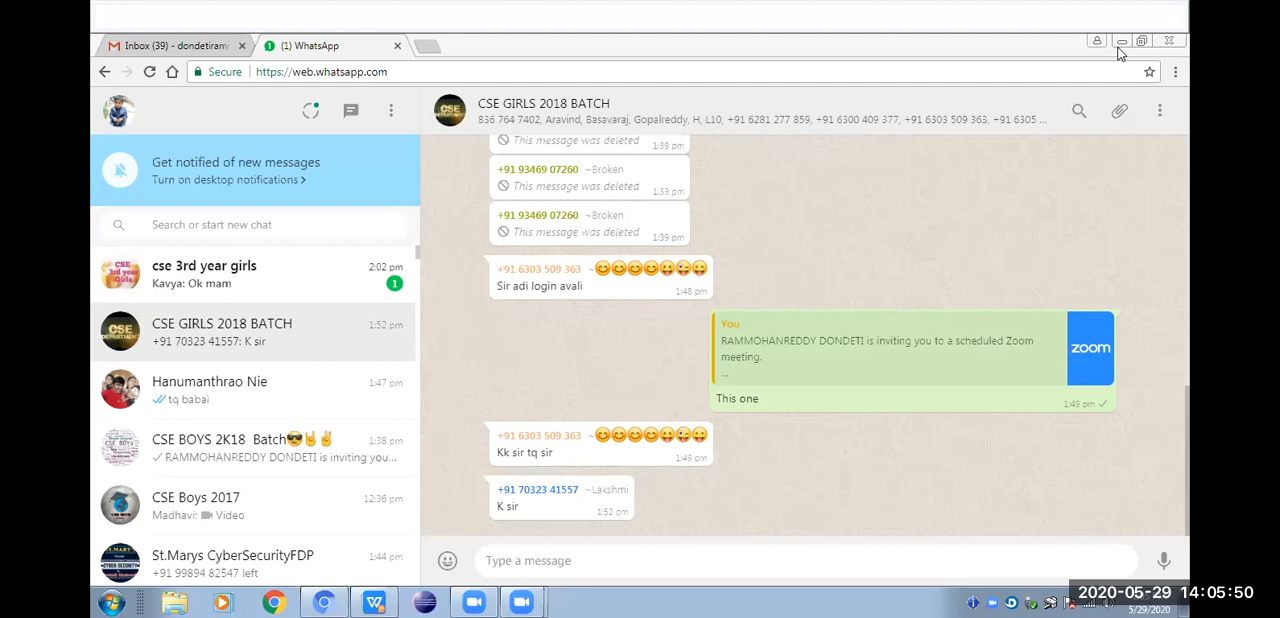 Inbox (39) - dondetiramo
(1) WhatsApp
Secure
https://web.whatsapp.com
CSE GIRLS 2018 BATCH
836 764 7402, Aravind, Basavaraj, Gopalreddy, H, L10, +91 6281 277 859, +91 6300 409 377, +91 6303 509 363, +91 6305 ...
Get notified of new messages
Turn on desktop notifications >
Search or start new chat
cse 3rd year girls
2:02 pm
Kavya: Ok mam
1
CSE GIRLS 2018 BATCH
1:52 pm
+91 70323 41557: K sir
Hanumanthrao Nie
1:47 pm
tq babai
CSE BOYS 2K18 Batch😎🤘✌
1:38 pm
RAMMOHANREDDY DONDETI is inviting you...
CSE Boys 2017
12:36 pm
Madhavi: Video
St.Marys CyberSecurityFDP
1:44 pm
+91 99894 82547 left
This message was deleted
1:39 pm
+91 93469 07260 ~Broken
This message was deleted
1:39 pm
+91 93469 07260 ~Broken
This message was deleted
1:39 pm
+91 6303 509 363 ~😊😊😊😊😜😜😜
Sir adi login avali
1:48 pm
You
RAMMOHANREDDY DONDETI is inviting you to a scheduled Zoom
meeting.
...
zoom
This one
1:49 pm
+91 6303 509 363 ~😊😊😊😊😜😜😜
Kk sir tq sir
1:49 pm
+91 70323 41557 ~Lakshmi
K sir
1:52 pm
Type a message
5/29/2020
2020-05-29 14:05:50